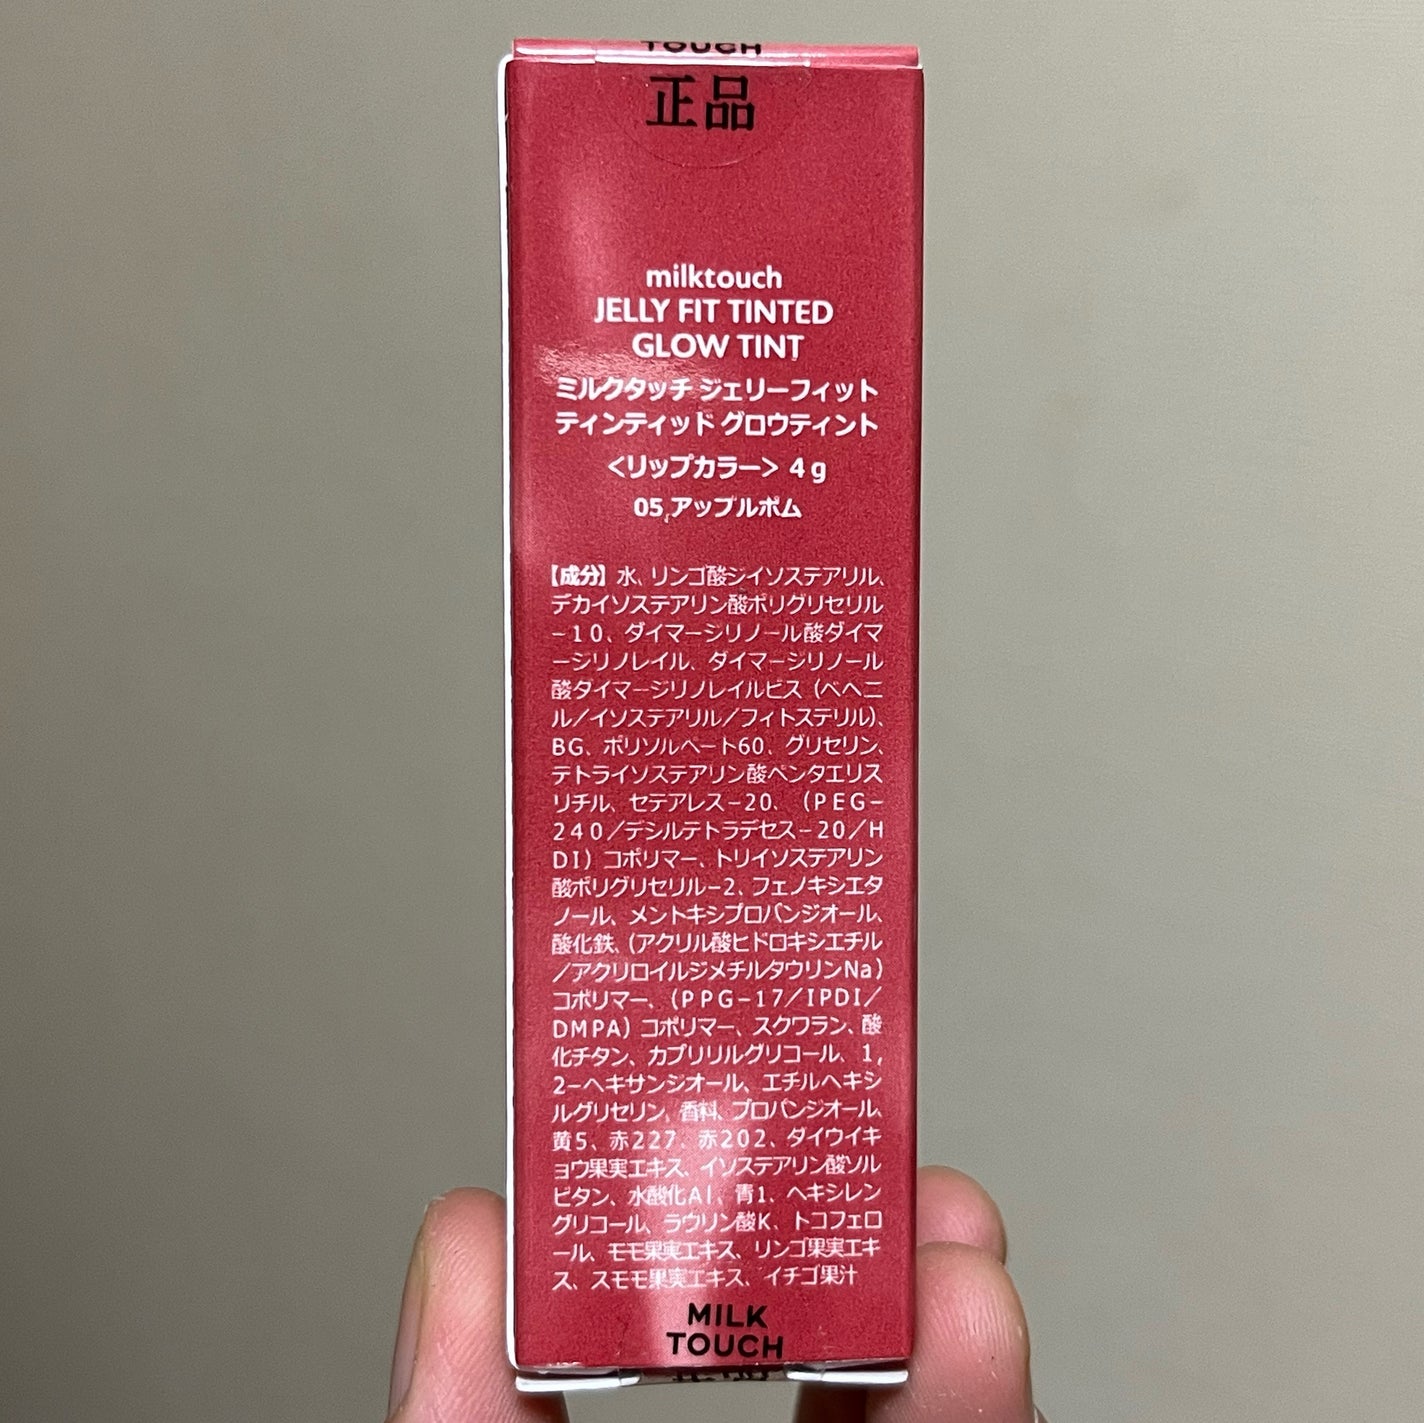 TOUCH
正品
milktouch
JELLY FIT TINTED
GLOW TINT
ミルクタッチ ジェリーフィット
ティンティッド グロウティント
＜リップカラー＞ 4g
05 アップルポム
【成分】水、リンゴ酸ジイソステアリル、
デカイソステアリン酸ポリグリセリル
－10、ダイマージリノール酸ダイマ
ージリノレイル、ダイマージリノール
酸ダイマージリノレイルビス（ベヘニ
ル／イソステアリル／フィトステリル）、
BG、ポリソルベート60、グリセリン、
テトライソステアリン酸ペンタエリス
リチル、セテアレス－20、（PEG－
240／デシルテトラデセス－20／H
DI）コポリマー、トリイソステアリン
酸ポリグリセリル－2、フェノキシエタ
ノール、メントキシプロパンジオール、
酸化鉄、（アクリル酸ヒドロキシエチル
／アクリロイルジメチルタウリンNa）
コポリマー、（PPG－17／IPDI／
DMPA）コポリマー、スクワラン、酸
化チタン、カプリリルグリコール、1,
2－ヘキサンジオール、エチルヘキシ
ルグリセリン、香料、プロパンジオール、
黄5、赤227、赤202、ダイウイキ
ョウ果実エキス、イソステアリン酸ソル
ビタン、水酸化Al、青1、ヘキシレン
グリコール、ラウリン酸K、トコフェロ
ール、モモ果実エキス、リンゴ果実エキ
ス、スモモ果実エキス、イチゴ果汁
MILK
TOUCH